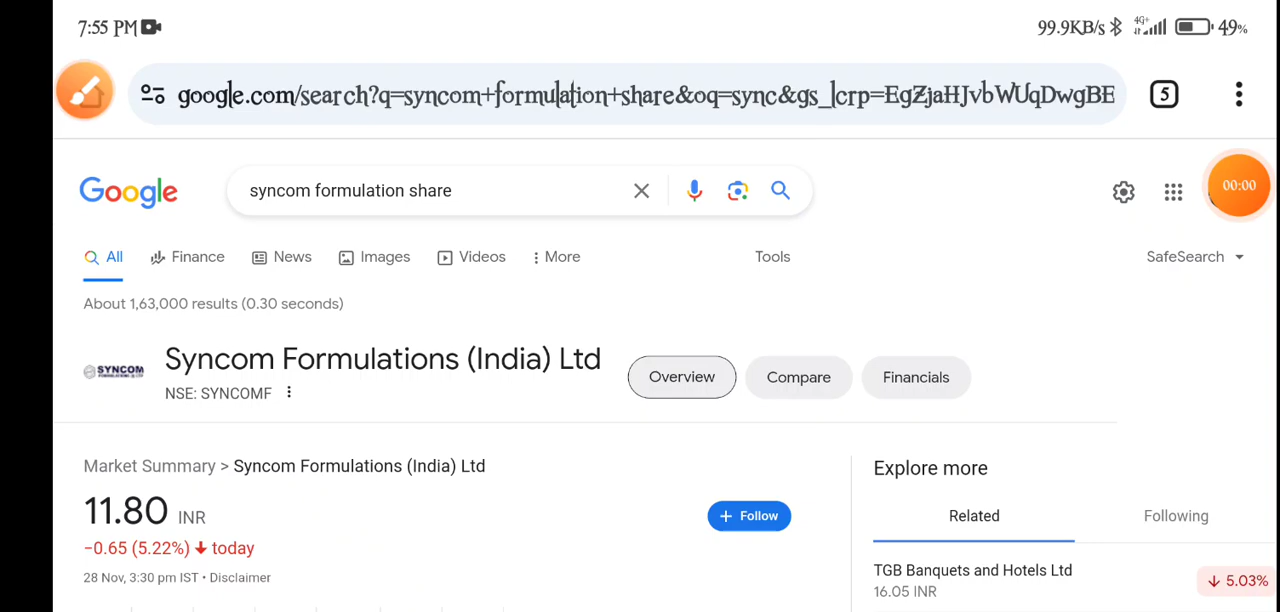 7:55 PM
99.9KB/s 4G+ 49%
google.com/search?q=syncom+formulation+share&oq=sync&gs_lcrp=EgZjaHJvbWUqDwgBE
5
Google
syncom formulation share
00:00
All Finance News Images Videos More Tools SafeSearch
About 1,63,000 results (0.30 seconds)
SYNCOM
Syncom Formulations (India) Ltd
NSE: SYNCOMF
Overview Compare Financials
Market Summary > Syncom Formulations (India) Ltd
11.80 INR
+ Follow
−0.65 (5.22%) ↓ today
28 Nov, 3:30 pm IST • Disclaimer
Explore more
Related Following
TGB Banquets and Hotels Ltd
16.05 INR
↓ 5.03%